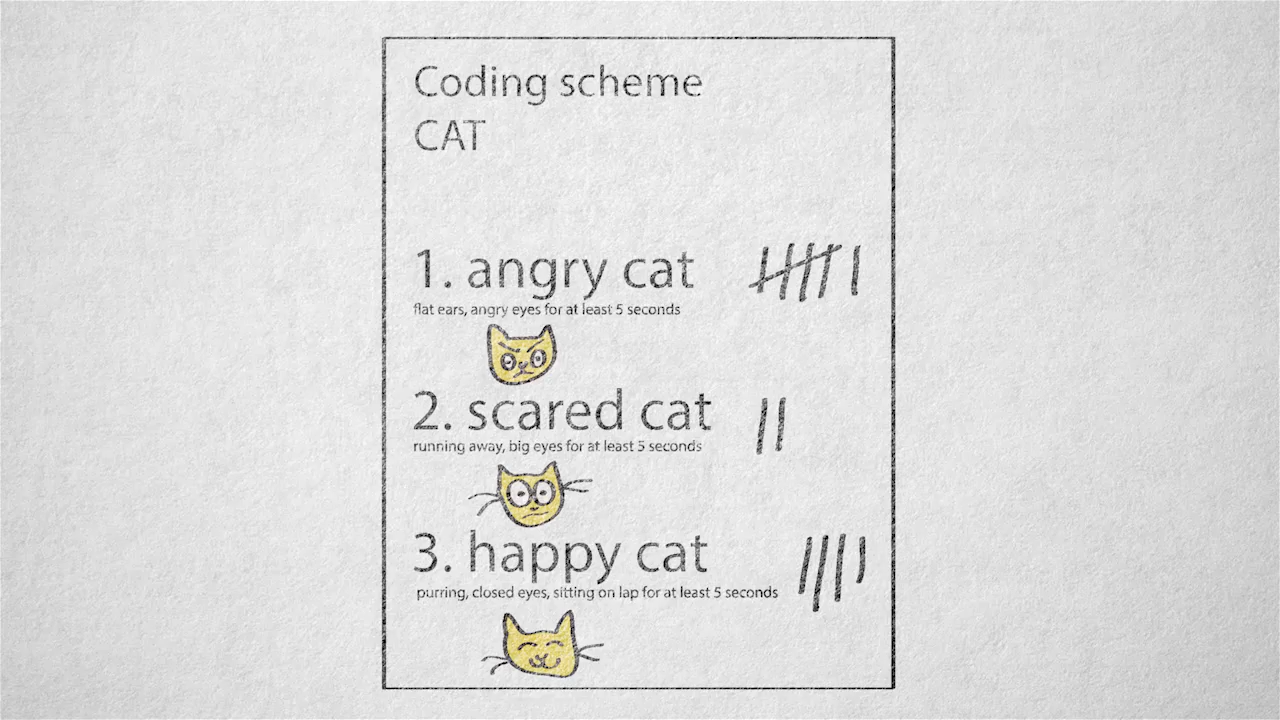 Coding scheme
CAT
1. angry cat
flat ears, angry eyes for at least 5 seconds
2. scared cat
running away, big eyes for at least 5 seconds
3. happy cat
purring, closed eyes, sitting on lap for at least 5 seconds